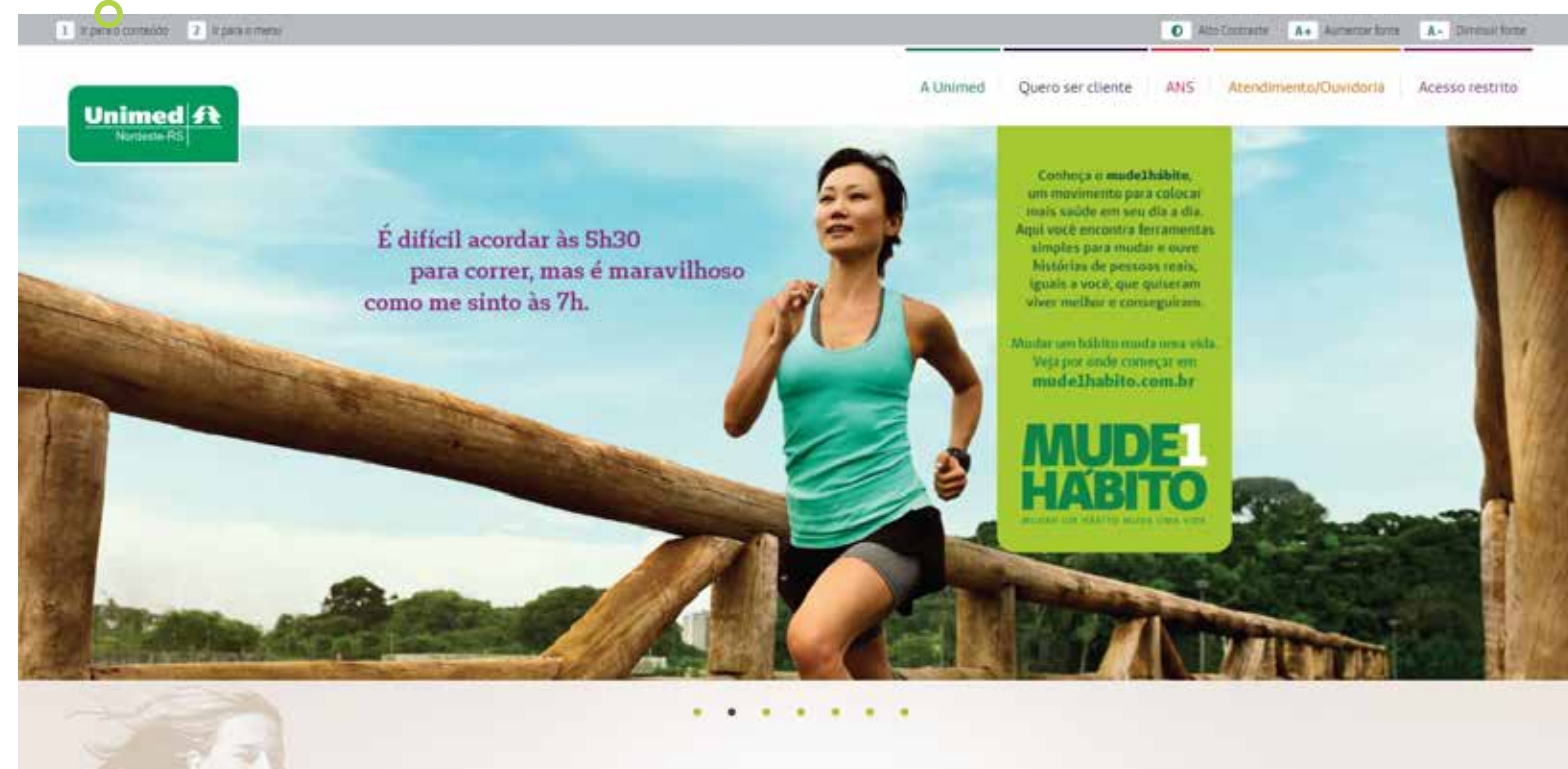 1 Ir para o conteúdo 2 Ir para o menu
Alto Contraste A+ Aumentar fonte A- Diminuir fonte
A Unimed Quero ser cliente ANS Atendimento/Ouvidoria Acesso restrito
Unimed
Nordeste-RS
É difícil acordar às 5h30
para correr, mas é maravilhoso
como me sinto às 7h.
Conheça o mude1hábito,
um movimento para colocar
mais saúde em seu dia a dia.
Aqui você encontra ferramentas
simples para mudar e ouve
histórias de pessoas reais,
iguais a você, que quiseram
viver melhor e conseguiram.
Mudar um hábito muda uma vida.
Veja por onde começar em
mude1habito.com.br
MUDE1
HÁBITO
MUDAR UM HÁBITO MUDA UMA VIDA